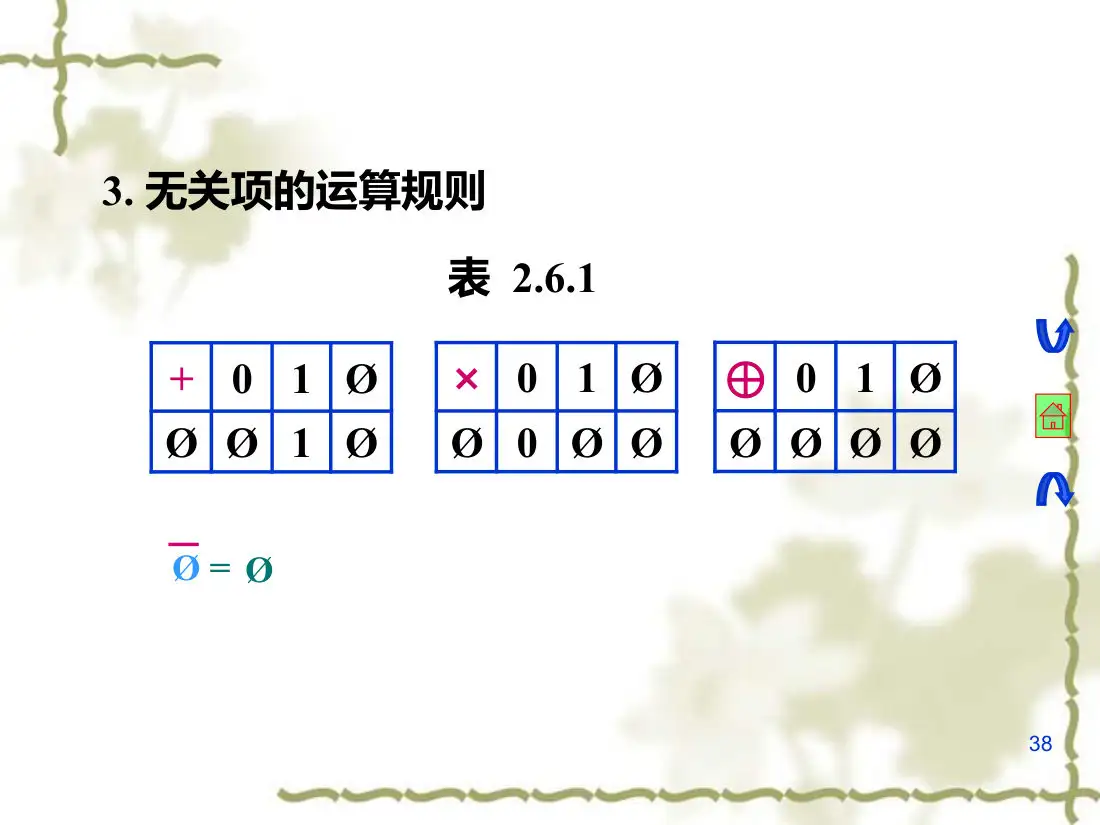 3. 无关项的运算规则
表 2.6.1
+ 0 1 Ø × 0 1 Ø ⊕ 0 1 Ø
Ø Ø 1 Ø Ø 0 Ø Ø Ø Ø Ø Ø
Ø̅ = Ø
38